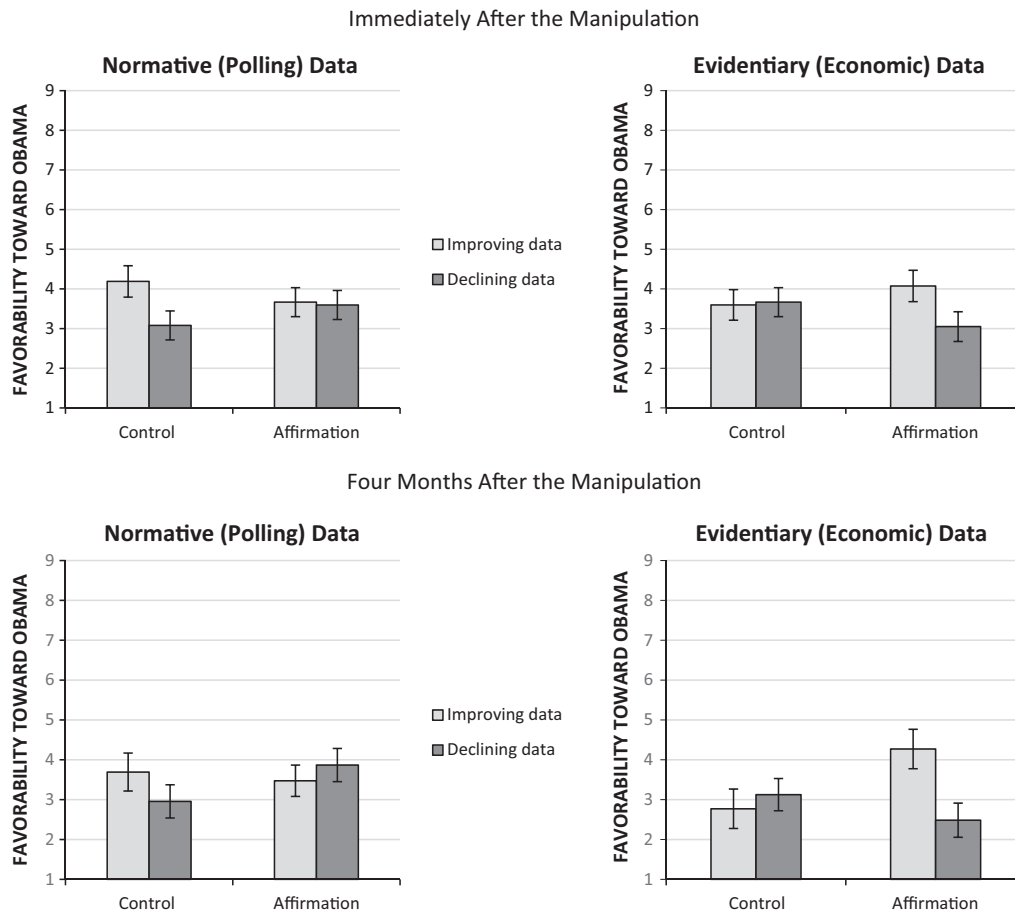 Immediately After the Manipulation
Normative (Polling) Data
FAVORABILITY TOWARD OBAMA
9
8
7
6
5
4
3
2
1
Control Affirmation
Improving data
Declining data
Evidentiary (Economic) Data
FAVORABILITY TOWARD OBAMA
9
8
7
6
5
4
3
2
1
Control Affirmation
Four Months After the Manipulation
Normative (Polling) Data
FAVORABILITY TOWARD OBAMA
9
8
7
6
5
4
3
2
1
Control Affirmation
Improving data
Declining data
Evidentiary (Economic) Data
FAVORABILITY TOWARD OBAMA
9
8
7
6
5
4
3
2
1
Control Affirmation